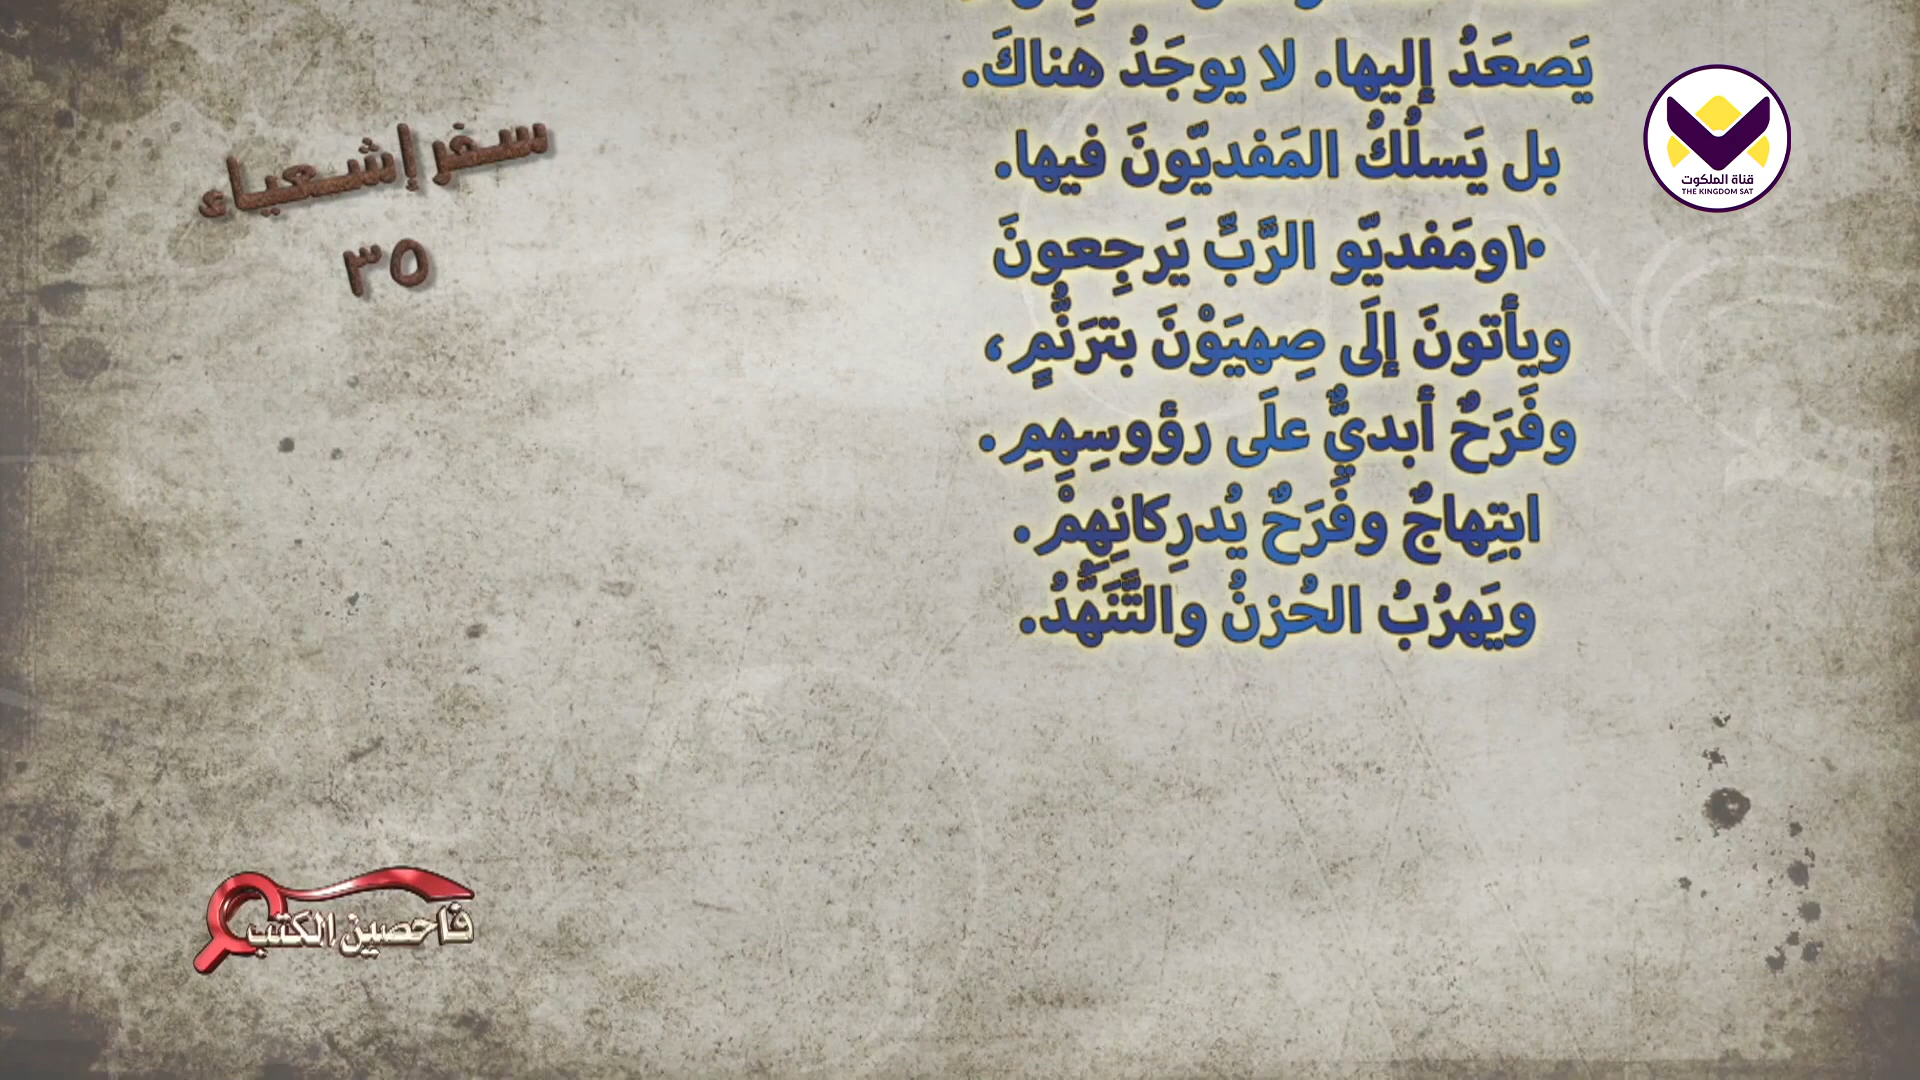 يَصعَدُ إليها. لا يوجَدُ هناكَ.
بل يَسلُكُ المَفديّونَ فيها.
١٠ومَفديّو الرَّبِّ يَرجِعونَ
ويأتونَ إلَى صِهيَوْنَ بترَنُّمٍ،
وفَرَحٌ أبديٌّ علَى رؤوسِهِمِ.
ابتِهاجٌ وفَرَحٌ يُدرِكانِهِمْ.
ويَهرُبُ الحُزنُ والتَّنَهُّدُ.
سفر إشعياء
٣٥
قناة الملكوت
THE KINGDOM SAT
فاحصين الكتب